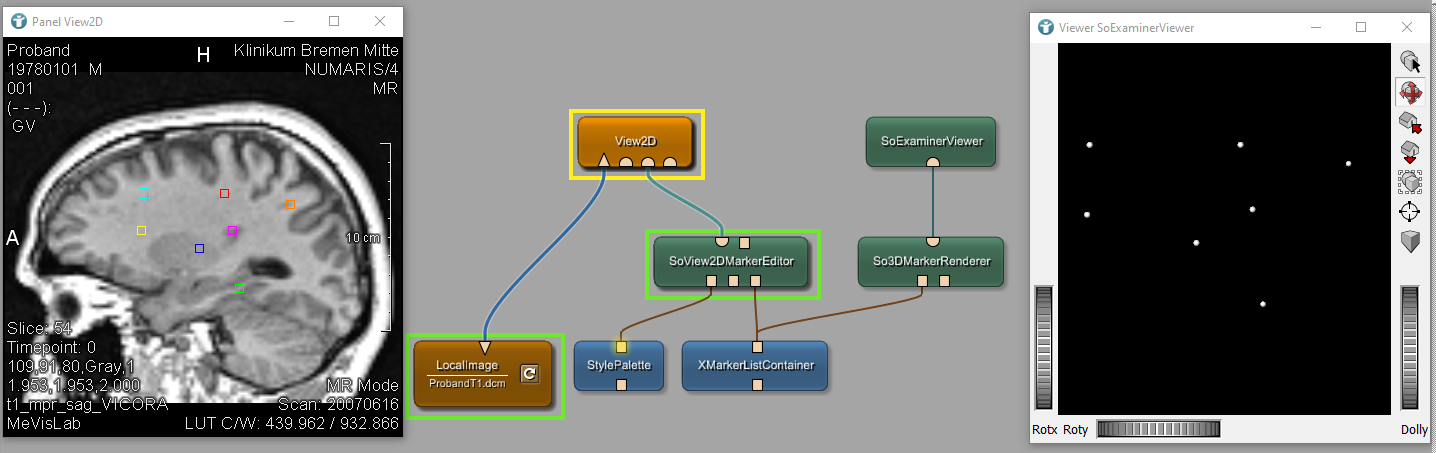 Panel View2D
Proband
19780101 M
001
(- - -):
GV
H
Klinikum Bremen Mitte
NUMARIS/4
MR
A
10 cm
Slice: 54
Timepoint: 0
109,91,80,Gray,1
1.953,1.953,2.000
t1_mpr_sag_VICORA
MeVisLab
MR Mode
Scan: 20070616
LUT C/W: 439.962 / 932.866
View2D
SoExaminerViewer
SoView2DMarkerEditor
So3DMarkerRenderer
LocalImage
ProbandT1.dcm
StylePalette
XMarkerListContainer
Viewer SoExaminerViewer
Rotx Roty
Dolly